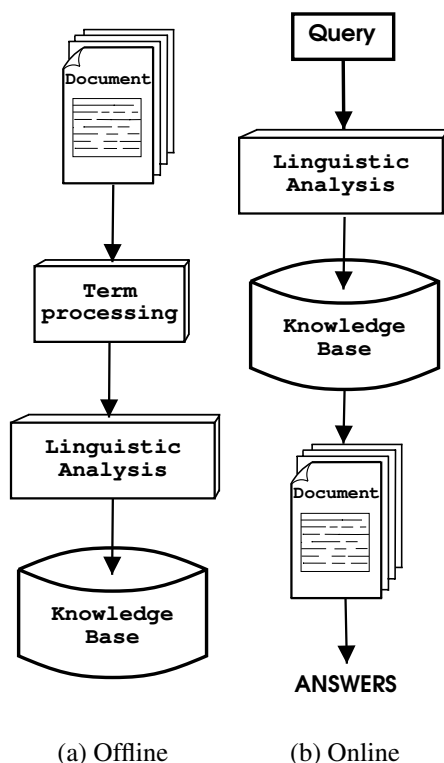 Document
Term
processing
Linguistic
Analysis
Knowledge
Base
(a) Offline
Query
Linguistic
Analysis
Knowledge
Base
Document
ANSWERS
(b) Online